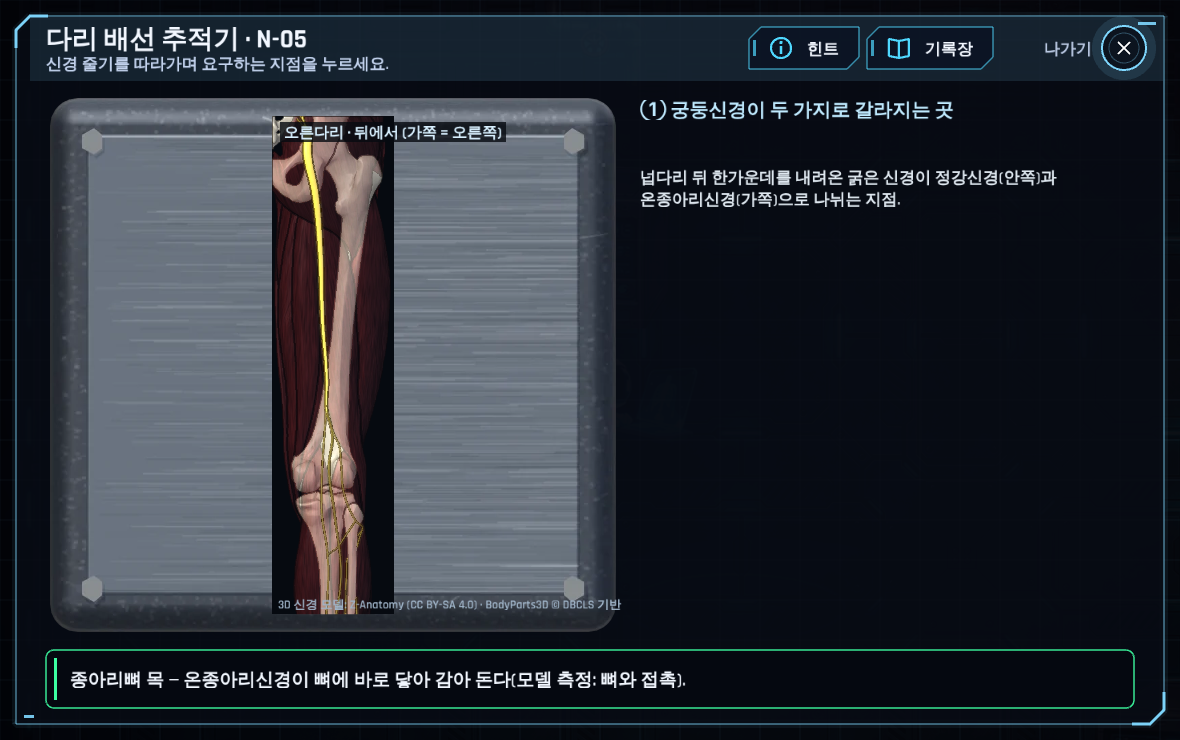 다리 배선 추적기 · N-05
신경 줄기를 따라가며 요구하는 지점을 누르세요.
힌트
기록장
나가기
오른다리 · 뒤에서 (가쪽 = 오른쪽)
(1) 궁둥신경이 두 가지로 갈라지는 곳
넙다리 뒤 한가운데를 내려온 굵은 신경이 정강신경(안쪽)과
온종아리신경(가쪽)으로 나뉘는 지점.
3D 신경 모델: Z-Anatomy (CC BY-SA 4.0) · BodyParts3D © DBCLS 기반
종아리뼈 목 – 온종아리신경이 뼈에 바로 닿아 감아 돈다(모델 측정: 뼈와 접촉).